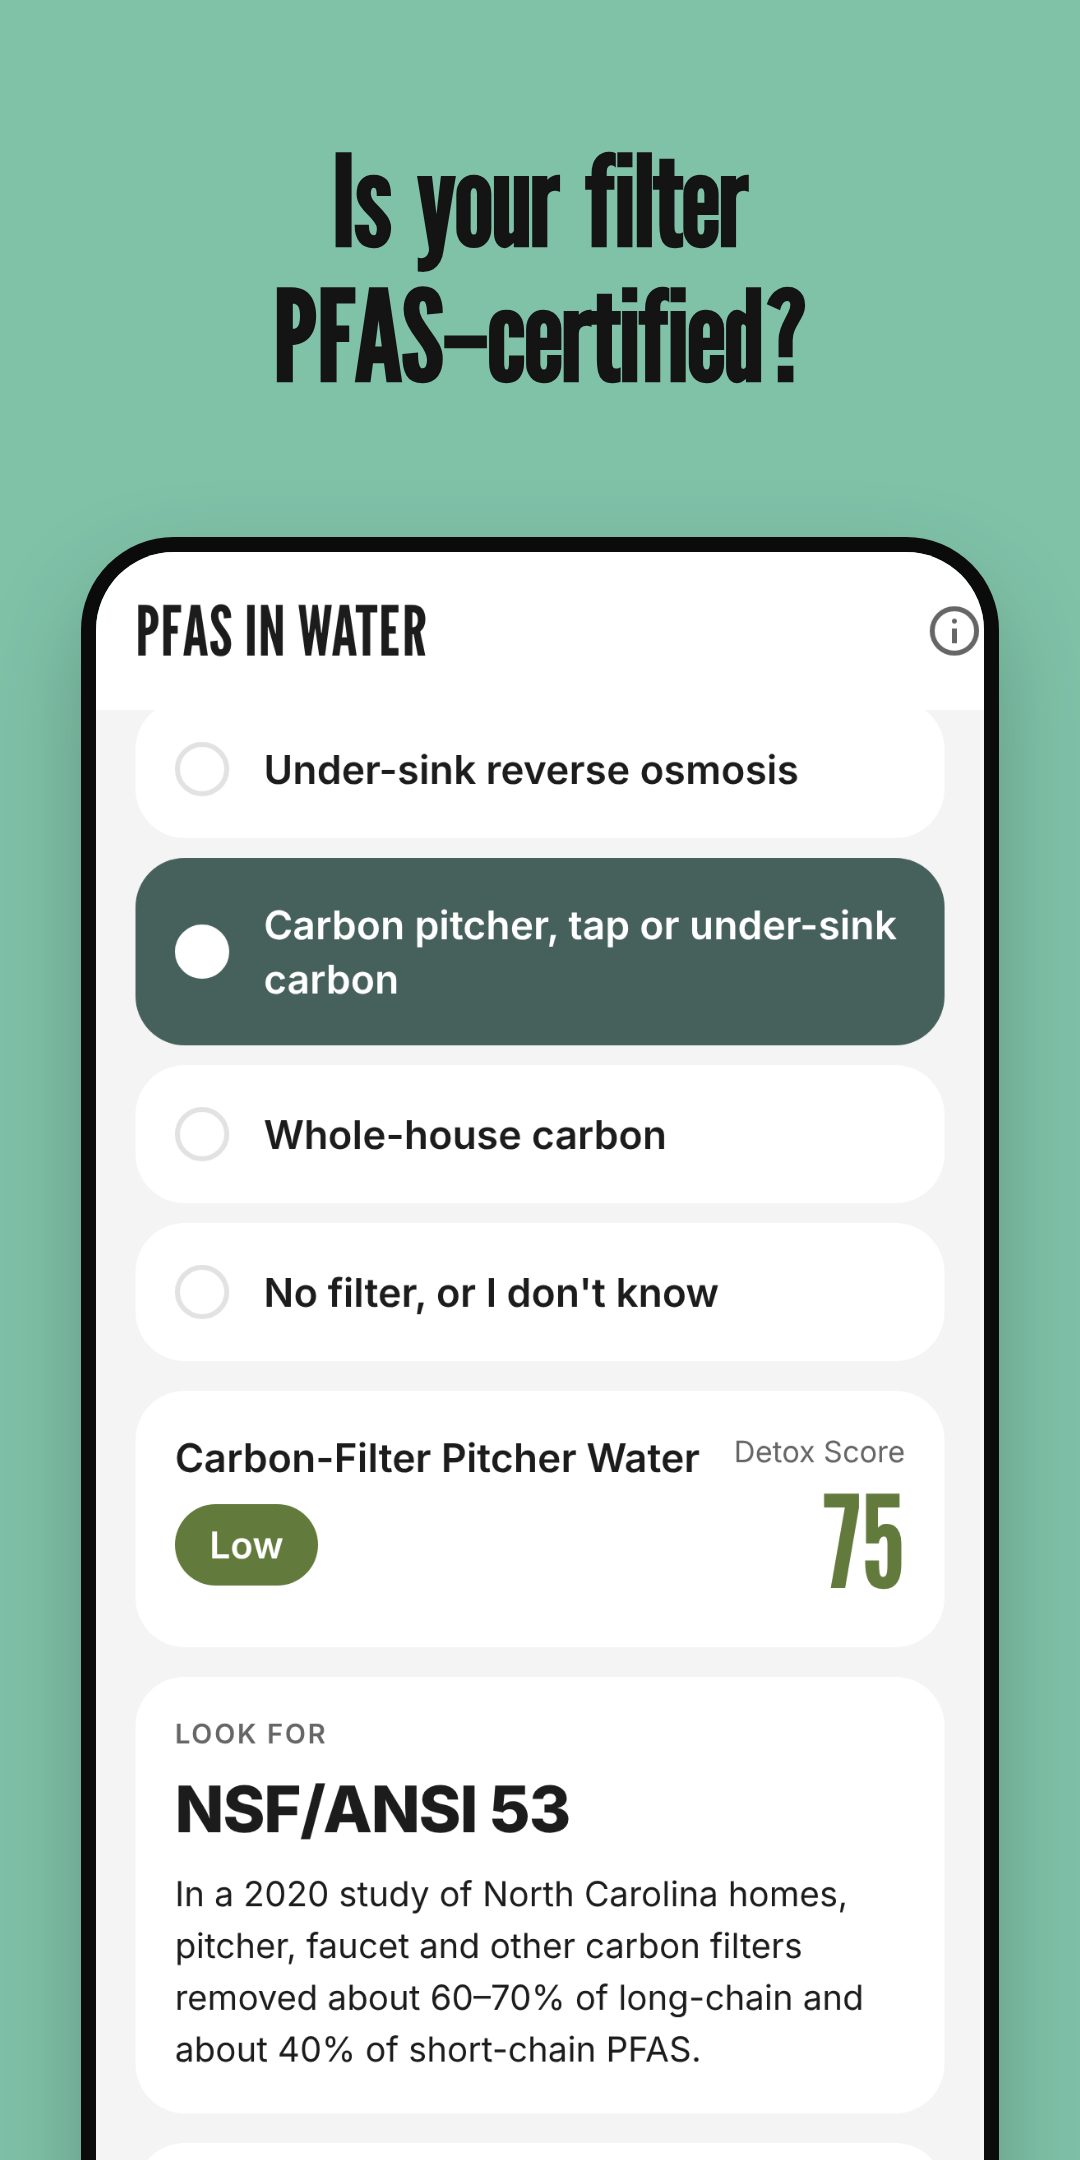 Is your filter
PFAS–certified?
PFAS IN WATER
Under-sink reverse osmosis
Carbon pitcher, tap or under-sink
carbon
Whole-house carbon
No filter, or I don't know
Carbon-Filter Pitcher Water
Detox Score
Low
75
LOOK FOR
NSF/ANSI 53
In a 2020 study of North Carolina homes,
pitcher, faucet and other carbon filters
removed about 60–70% of long-chain and
about 40% of short-chain PFAS.